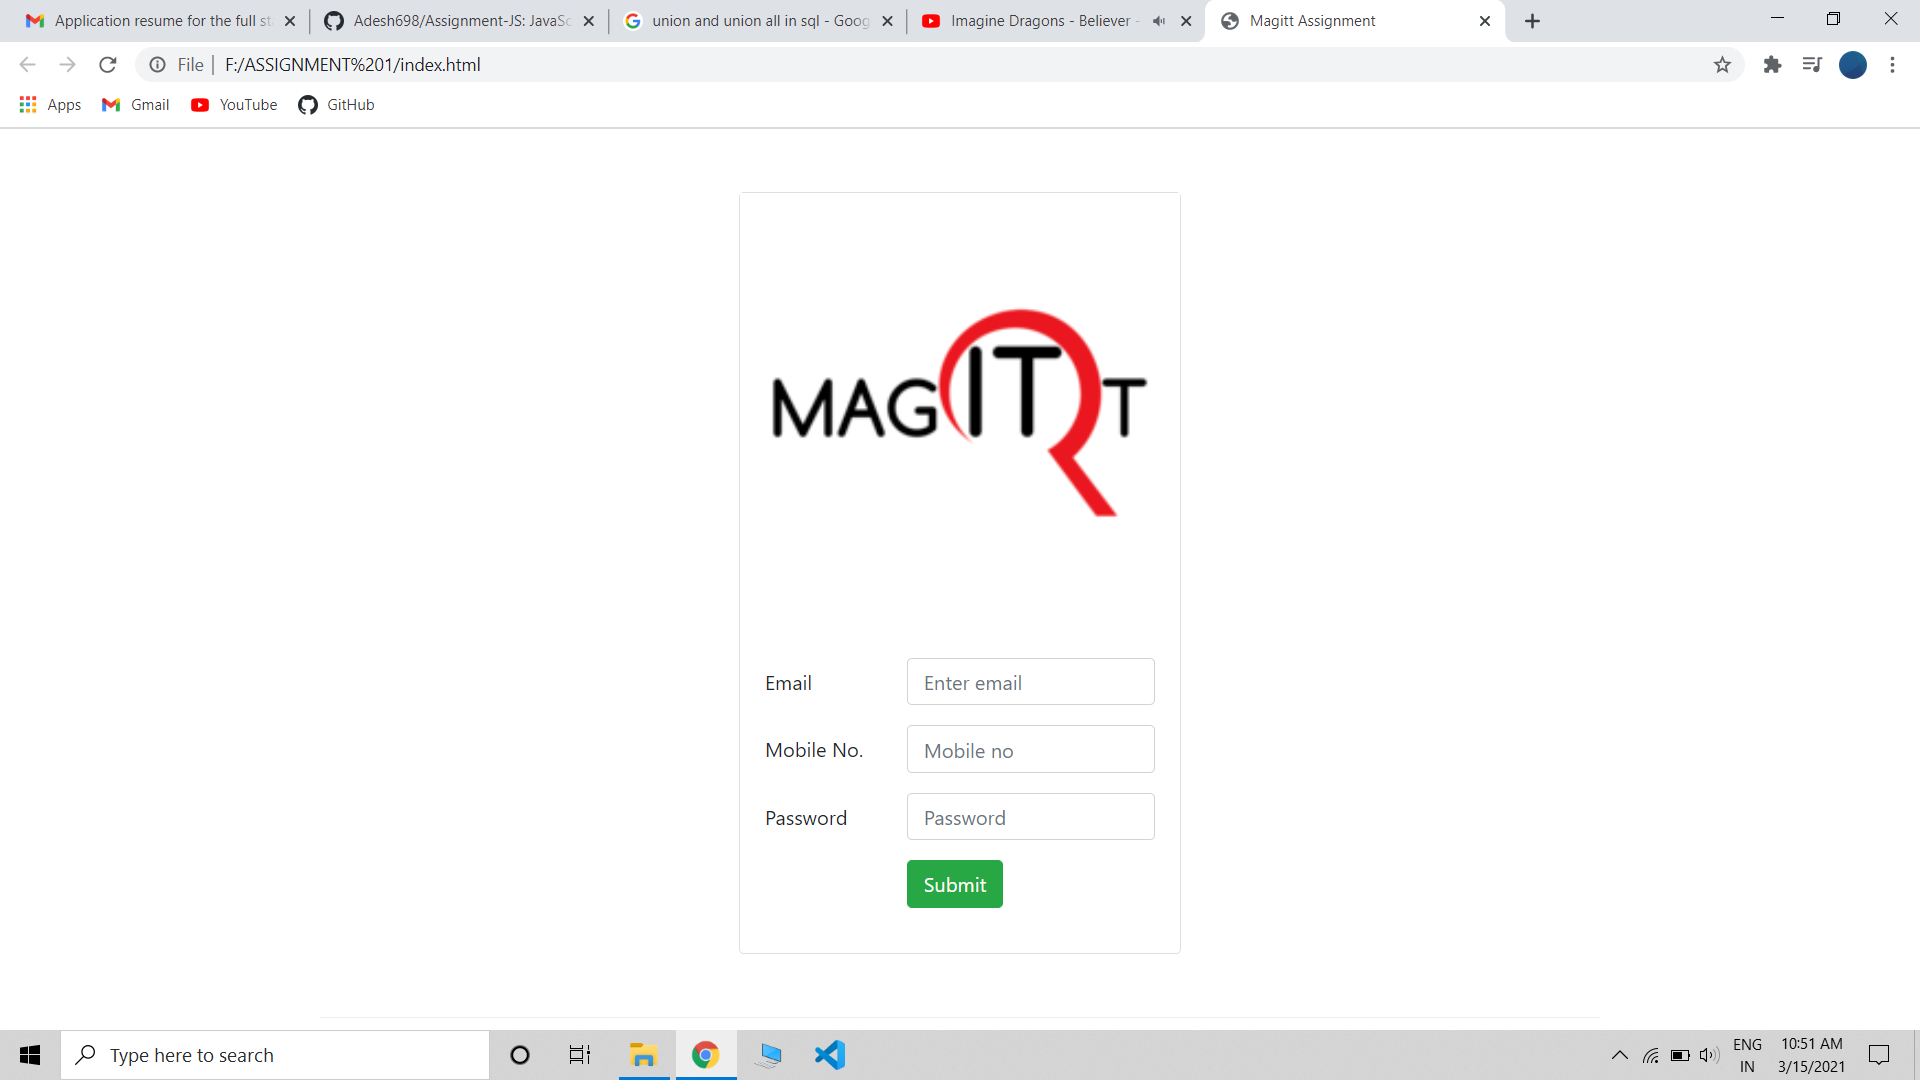 Application resume for the full st
Adesh698/Assignment-JS: JavaSc
union and union all in sql - Goog
Imagine Dragons - Believer -
Magitt Assignment
File | F:/ASSIGNMENT%201/index.html
Apps
Gmail
YouTube
GitHub
MAGITRT
Email
Enter email
Mobile No.
Mobile no
Password
Password
Submit
Type here to search
ENG
IN
10:51 AM
3/15/2021